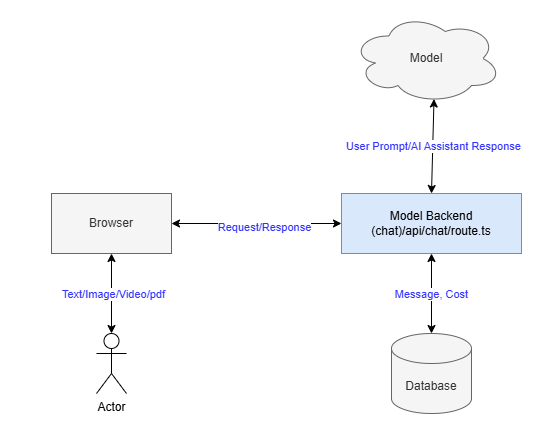 Model
User Prompt/AI Assistant Response
Browser
Request/Response
Model Backend
(chat)/api/chat/route.ts
Text/Image/Video/pdf
Message, Cost
Actor
Database